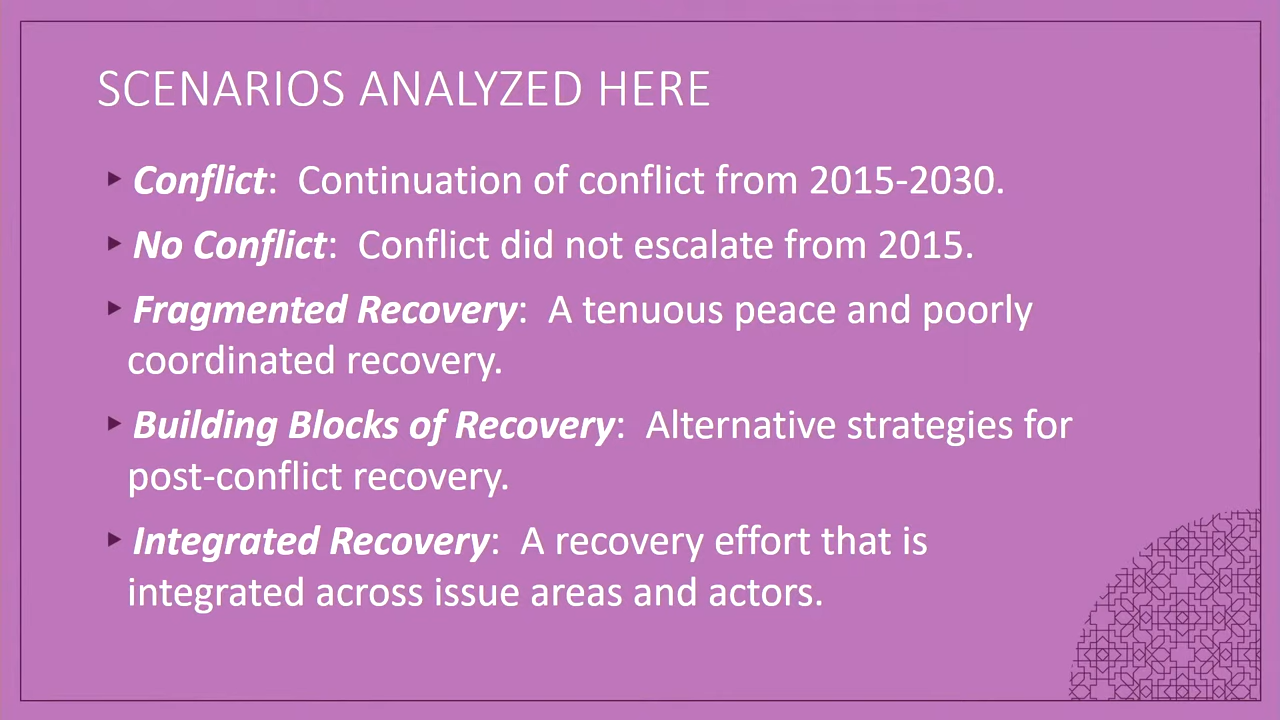 SCENARIOS ANALYZED HERE
Conflict: Continuation of conflict from 2015-2030.
No Conflict: Conflict did not escalate from 2015.
Fragmented Recovery: A tenuous peace and poorly
coordinated recovery.
Building Blocks of Recovery: Alternative strategies for
post-conflict recovery.
Integrated Recovery: A recovery effort that is
integrated across issue areas and actors.